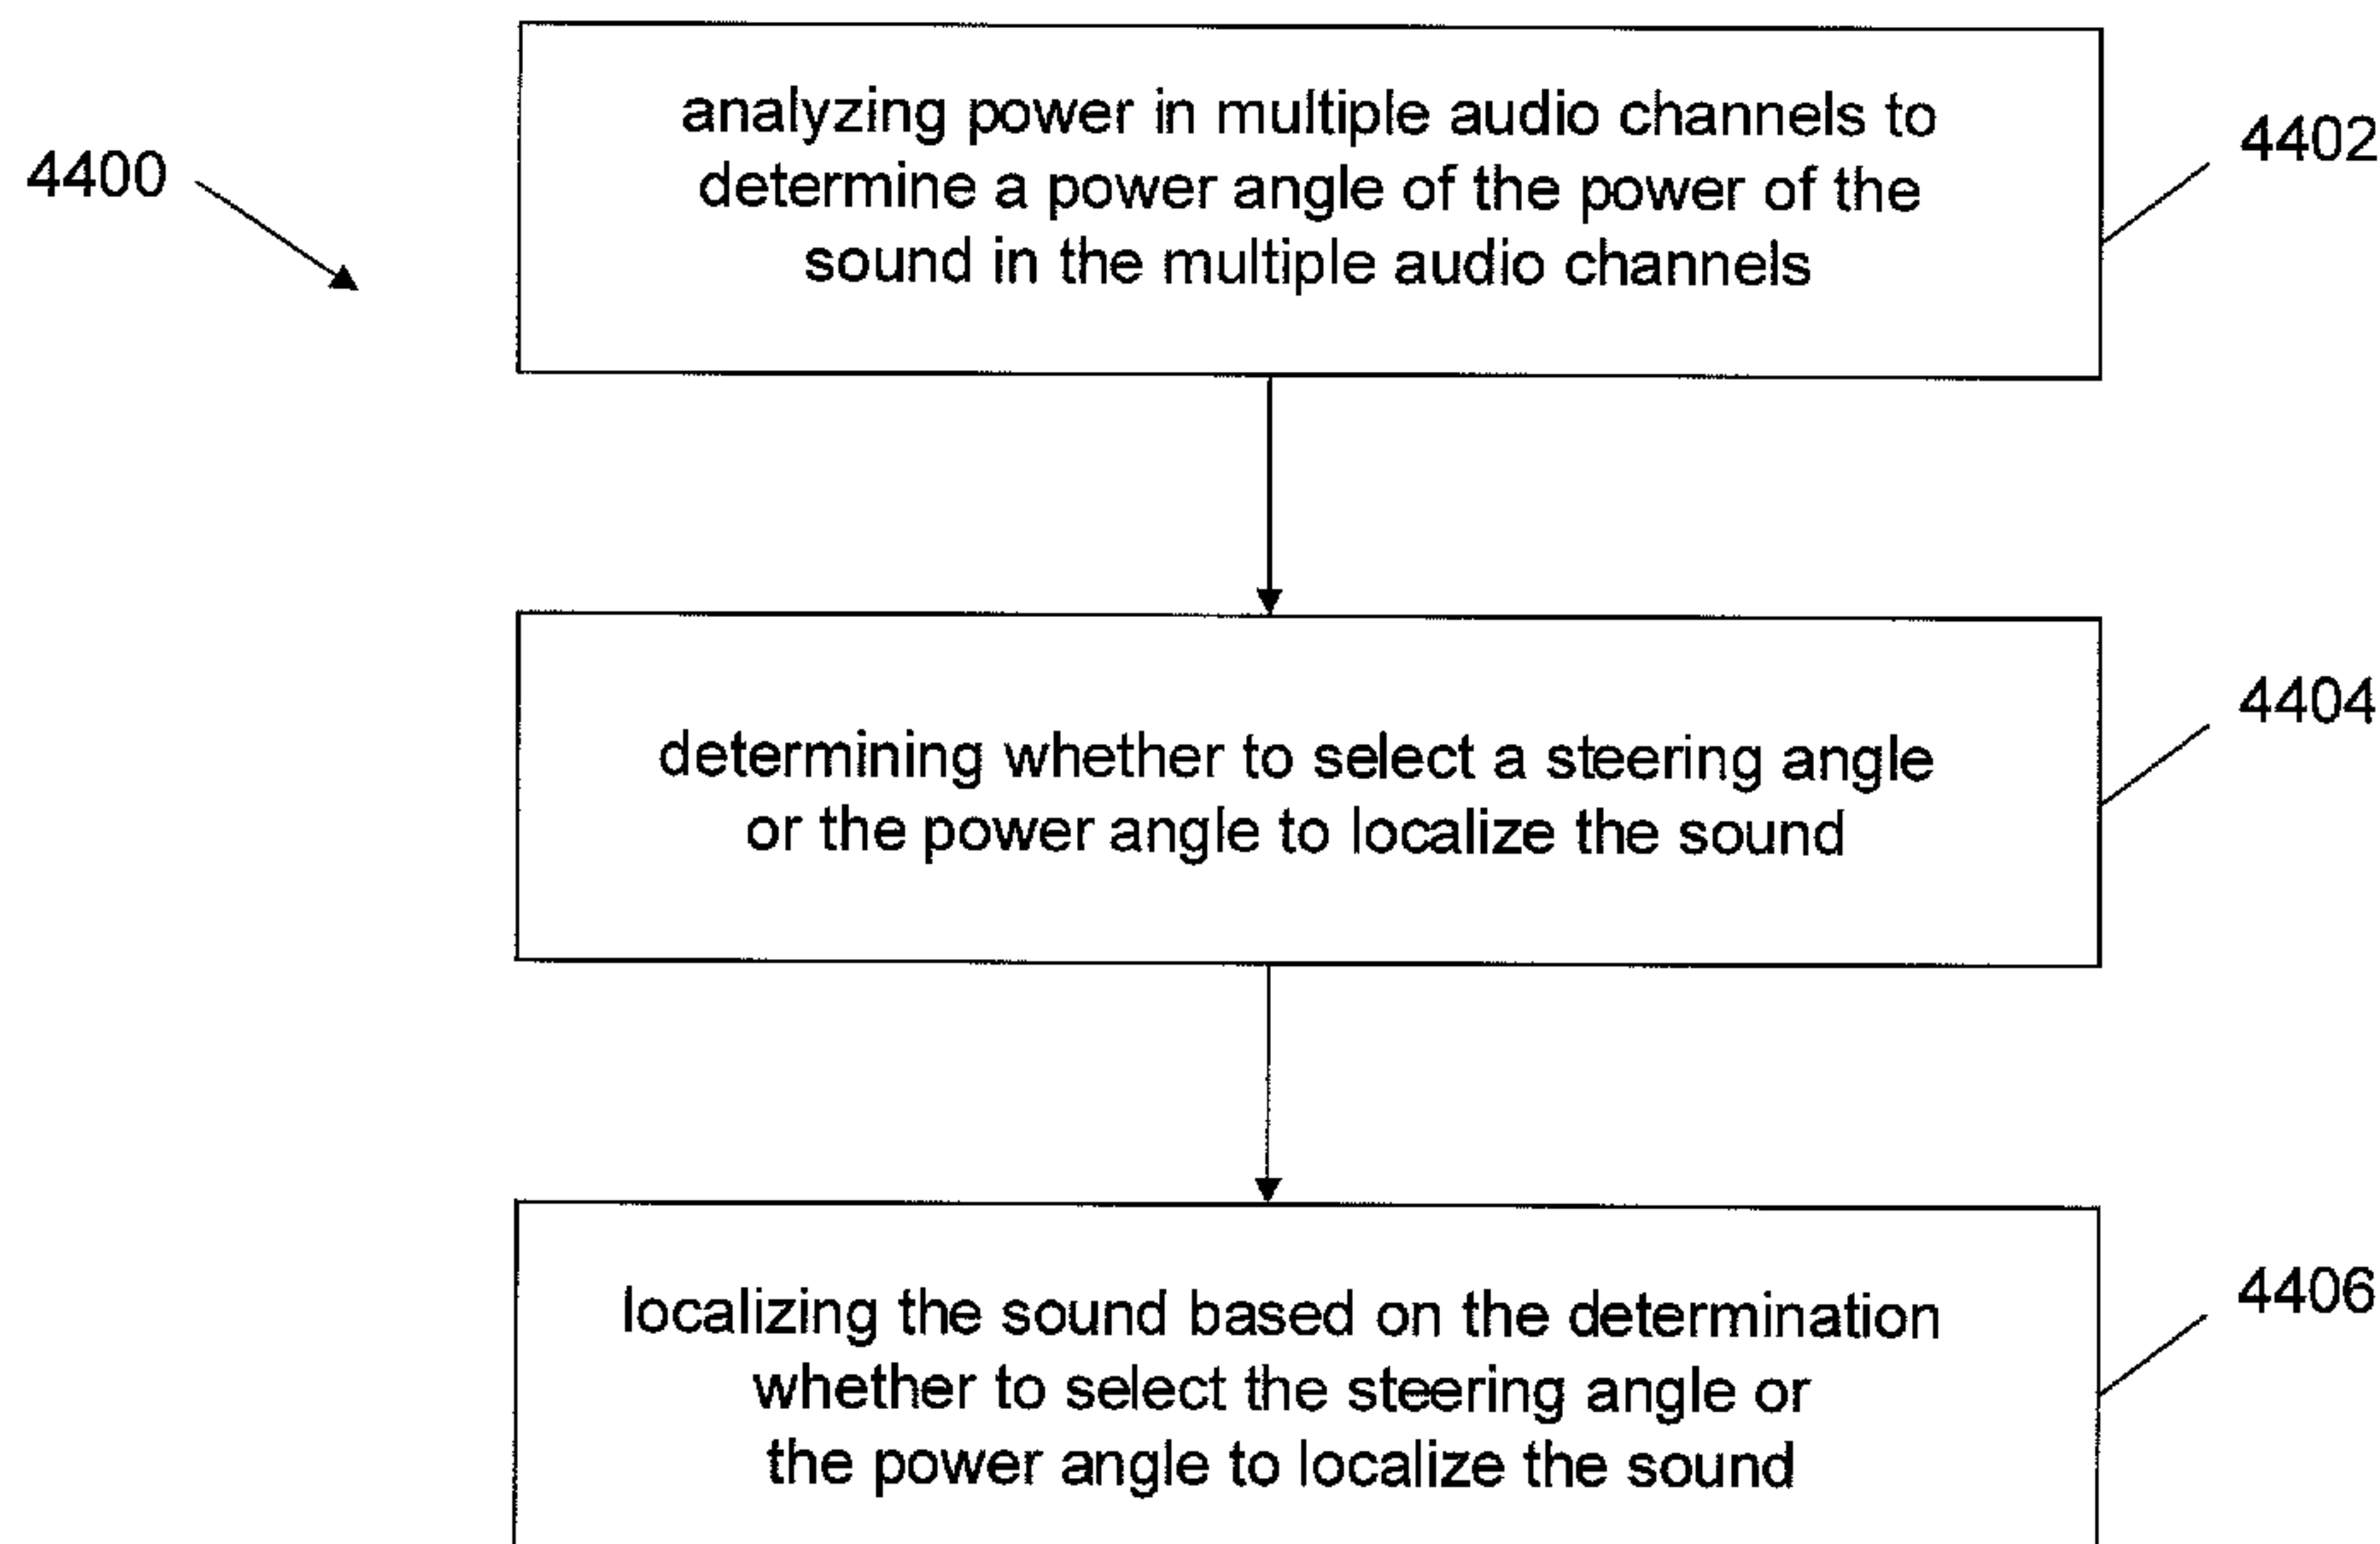 4400
analyzing power in multiple audio channels to
determine a power angle of the power of the
sound in the multiple audio channels
4402
determining whether to select a steering angle
or the power angle to localize the sound
4404
localizing the sound based on the determination
whether to select the steering angle or
the power angle to localize the sound
4406